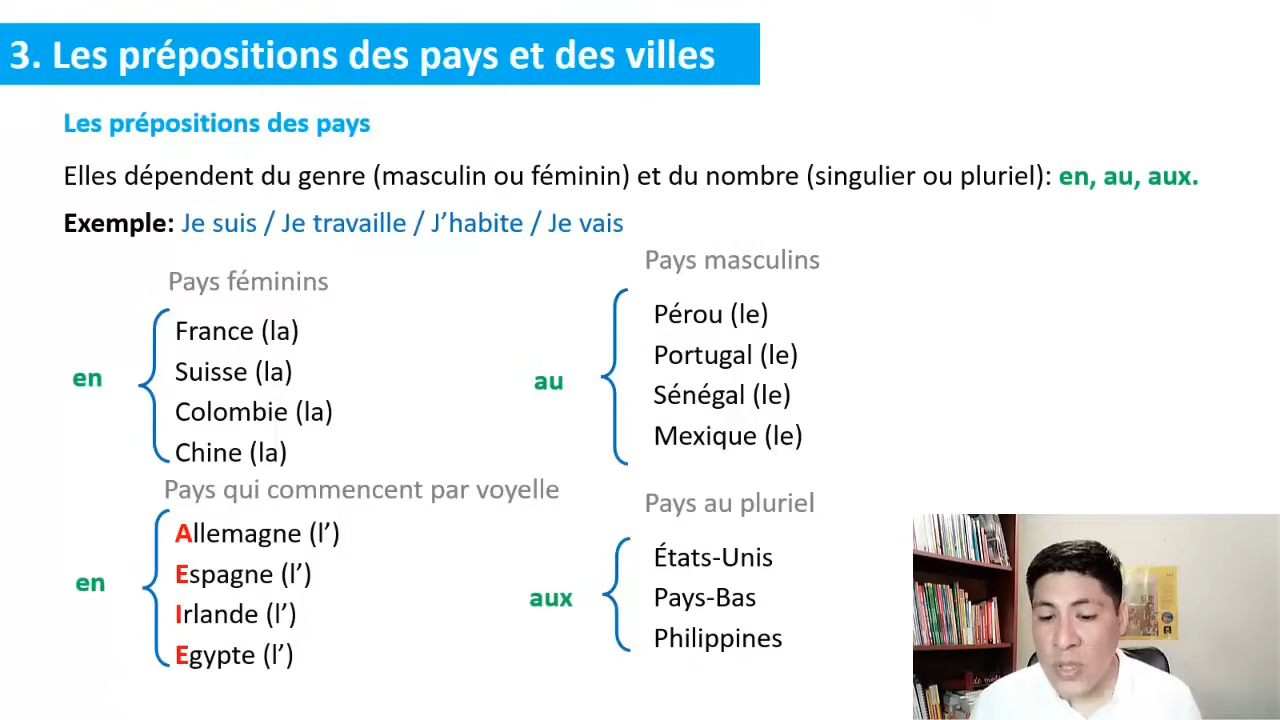 3. Les prépositions des pays et des villes
Les prépositions des pays
Elles dépendent du genre (masculin ou féminin) et du nombre (singulier ou pluriel): en, au, aux.
Exemple: Je suis / Je travaille / J’habite / Je vais
Pays féminins
en
France (la)
Suisse (la)
Colombie (la)
Chine (la)
Pays qui commencent par voyelle
en
Allemagne (l’)
Espagne (l’)
Irlande (l’)
Egypte (l’)
Pays masculins
au
Pérou (le)
Portugal (le)
Sénégal (le)
Mexique (le)
Pays au pluriel
aux
États-Unis
Pays-Bas
Philippines